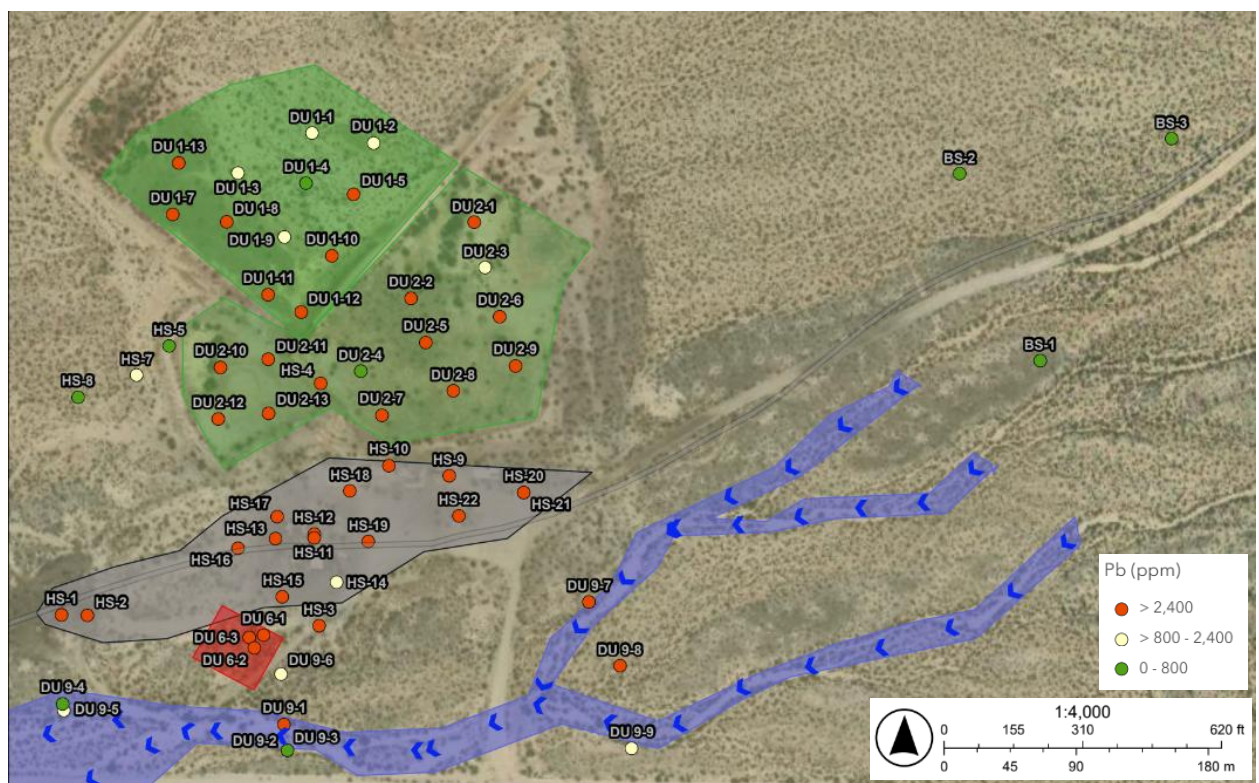 DU 1-1
DU 1-2
BS-3
DU 1-13
DU 1-4
BS-2
DU 1-3
DU 1-5
DU 1-7
DU 1-8
DU 2-1
DU 1-9
DU 1-10
DU 2-3
DU 1-11
DU 2-2
DU 1-12
DU 2-6
HS-5
DU 2-5
BS-1
HS-7
DU 2-10
DU 2-11
DU 2-4
DU 2-9
HS-8
HS-4
DU 2-8
DU 2-12
DU 2-13
DU 2-7
HS-10
HS-9
HS-18
HS-20
HS-21
HS-17
HS-22
HS-13
HS-12
HS-19
HS-16
HS-11
HS-15
HS-14
DU 9-7
HS-1
HS-2
HS-3
DU 6-1
DU 6-3
DU 6-2
DU 9-6
DU 9-8
DU 9-4
DU 9-5
DU 9-1
DU 9-2
DU 9-3
DU 9-9
Pb (ppm)
> 2,400
> 800 - 2,400
0 - 800
1:4,000
0 155 310 620 ft
0 45 90 180 m